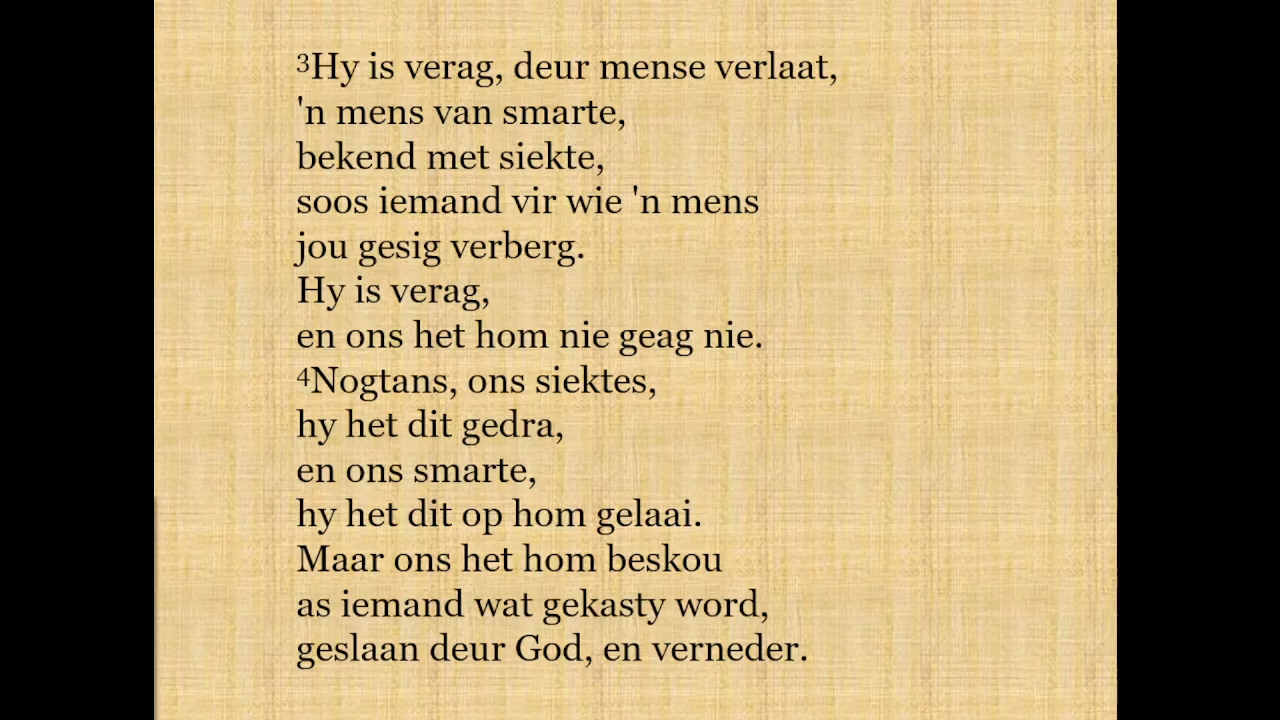 ³Hy is verag, deur mense verlaat,
'n mens van smarte,
bekend met siekte,
soos iemand vir wie 'n mens
jou gesig verberg.
Hy is verag,
en ons het hom nie geag nie.
⁴Nogtans, ons siektes,
hy het dit gedra,
en ons smarte,
hy het dit op hom gelaai.
Maar ons het hom beskou
as iemand wat gekasty word,
geslaan deur God, en verneder.